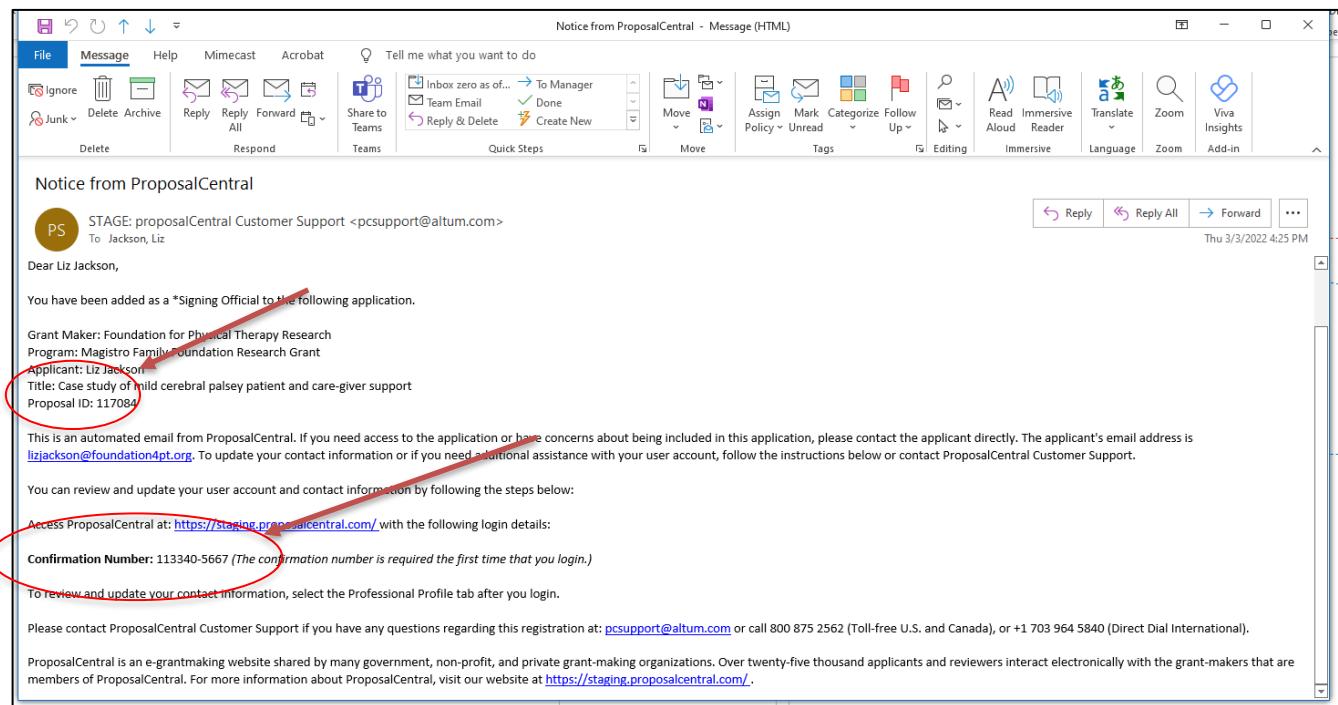 Notice from ProposalCentral - Message (HTML)
File Message Help Mimecast Acrobat Tell me what you want to do
Ignore
Junk
Delete
Archive
Reply
Reply All
Forward
Share to Teams
Inbox zero as of... To Manager
Team Email Done
Reply & Delete Create New
Move
Assign Policy
Mark Unread
Categorize
Follow Up
Read Aloud
Immersive Reader
Translate
Zoom
Viva Insights
Delete Respond Teams Quick Steps Move Tags Editing Immersive Language Zoom Add-in
Notice from ProposalCentral
PS
STAGE: proposalCentral Customer Support <pcsupport@altum.com>
To Jackson, Liz
Reply Reply All Forward
Thu 3/3/2022 4:25 PM
Dear Liz Jackson,
You have been added as a *Signing Official to the following application.
Grant Maker: Foundation for Physical Therapy Research
Program: Magistro Family Foundation Research Grant
Applicant: Liz Jackson
Title: Case study of mild cerebral palsey patient and care-giver support
Proposal ID: 117084
This is an automated email from ProposalCentral. If you need access to the application or have concerns about being included in this application, please contact the applicant directly. The applicant's email address is
lizjackson@foundation4pt.org. To update your contact information or if you need additional assistance with your user account, follow the instructions below or contact ProposalCentral Customer Support.
You can review and update your user account and contact information by following the steps below:
Access ProposalCentral at: https://staging.proposalcentral.com/ with the following login details:
Confirmation Number: 113340-5667 (The confirmation number is required the first time that you login.)
To review and update your contact information, select the Professional Profile tab after you login.
Please contact ProposalCentral Customer Support if you have any questions regarding this registration at: pcsupport@altum.com or call 800 875 2562 (Toll-free U.S. and Canada), or +1 703 964 5840 (Direct Dial International).
ProposalCentral is an e-grantmaking website shared by many government, non-profit, and private grant-making organizations. Over twenty-five thousand applicants and reviewers interact electronically with the grant-makers that are
members of ProposalCentral. For more information about ProposalCentral, visit our website at https://staging.proposalcentral.com/ .